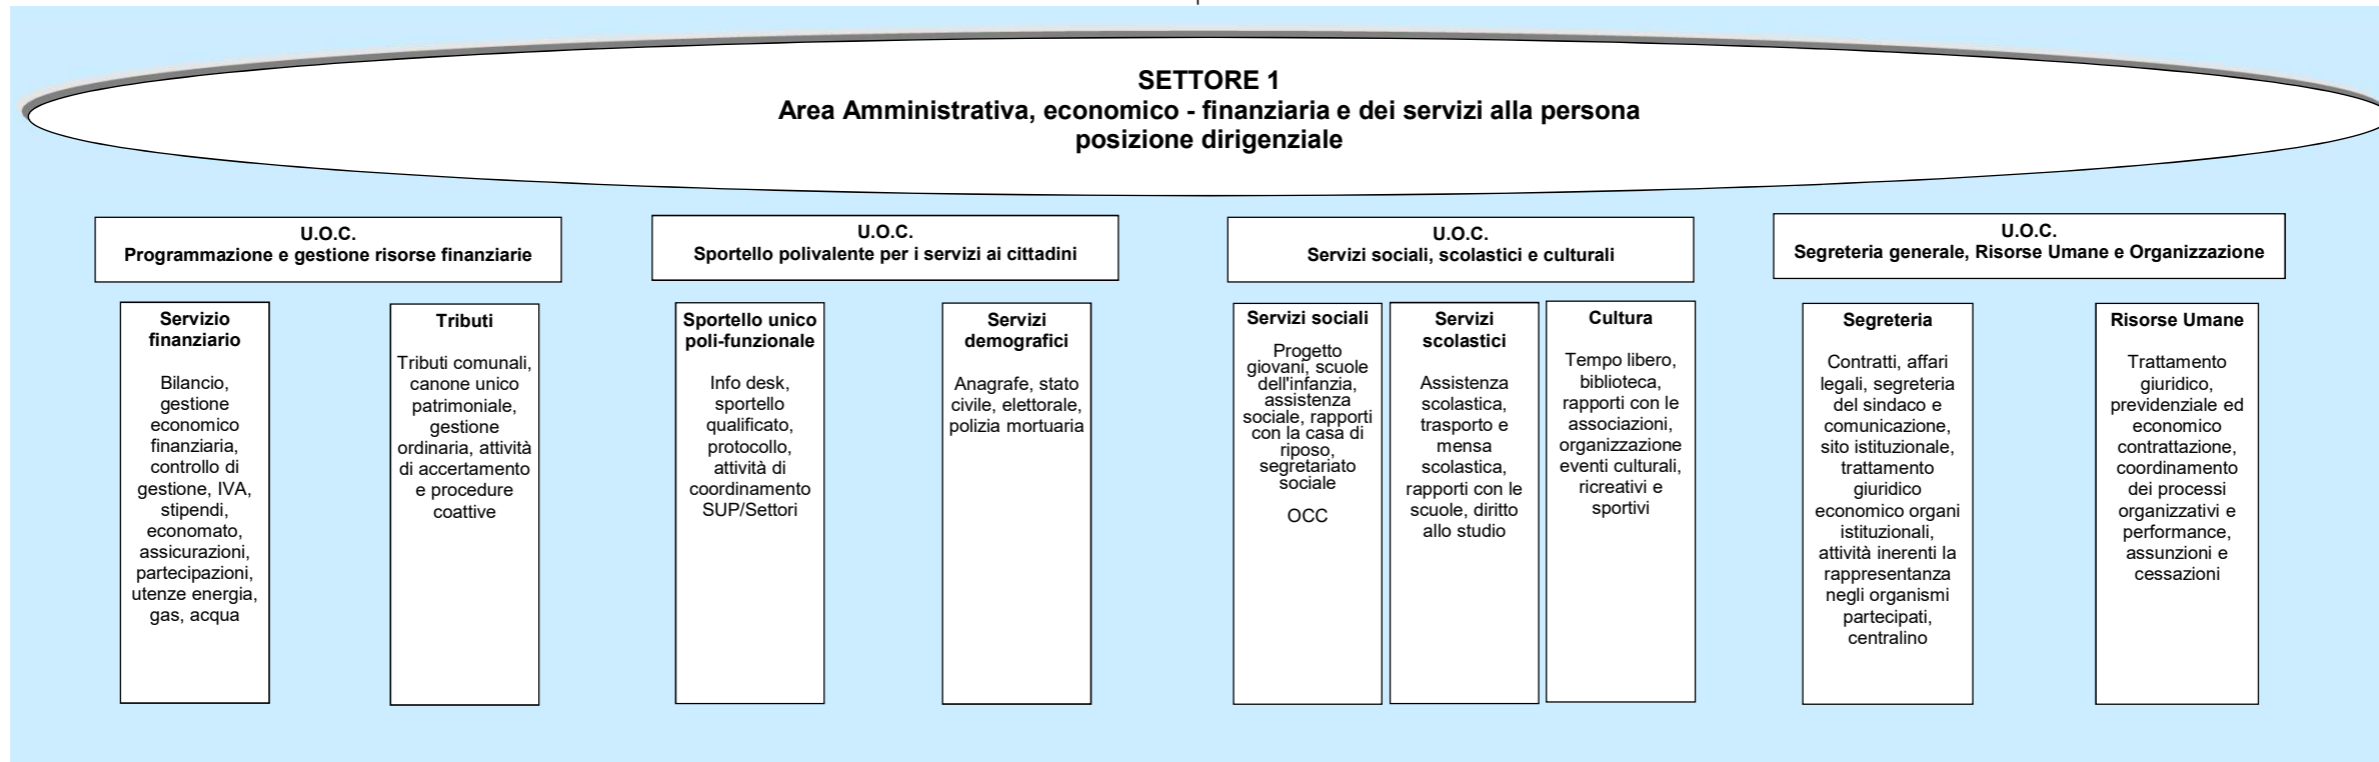 SETTORE 1
Area Amministrativa, economico - finanziaria e dei servizi alla persona
posizione dirigenziale
U.O.C.
Programmazione e gestione risorse finanziarie
U.O.C.
Sportello polivalente per i servizi ai cittadini
U.O.C.
Servizi sociali, scolastici e culturali
U.O.C.
Segreteria generale, Risorse Umane e Organizzazione
Servizio
finanziario
Bilancio,
gestione
economico
finanziaria,
controllo di
gestione, IVA,
stipendi,
economato,
assicurazioni,
partecipazioni,
utenze energia,
gas, acqua
Tributi
Tributi comunali,
canone unico
patrimoniale,
gestione
ordinaria, attività
di accertamento
e procedure
coattive
Sportello unico
poli-funzionale
Info desk,
sportello
qualificato,
protocollo,
attività di
coordinamento
SUP/Settori
Servizi
demografici
Anagrafe, stato
civile, elettorale,
polizia mortuaria
Servizi sociali
Progetto
giovani, scuole
dell'infanzia,
assistenza
sociale, rapporti
con la casa di
riposo,
segretariato
sociale
OCC
Servizi
scolastici
Assistenza
scolastica,
trasporto e
mensa
scolastica,
rapporti con le
scuole, diritto
allo studio
Cultura
Tempo libero,
biblioteca,
rapporti con le
associazioni,
organizzazione
eventi culturali,
ricreativi e
sportivi
Segreteria
Contratti, affari
legali, segreteria
del sindaco e
comunicazione,
sito istituzionale,
trattamento
giuridico
economico organi
istituzionali,
attività inerenti la
rappresentanza
negli organismi
partecipati,
centralino
Risorse Umane
Trattamento
giuridico,
previdenziale ed
economico
contrattazione,
coordinamento
dei processi
organizzativi e
performance,
assunzioni e
cessazioni